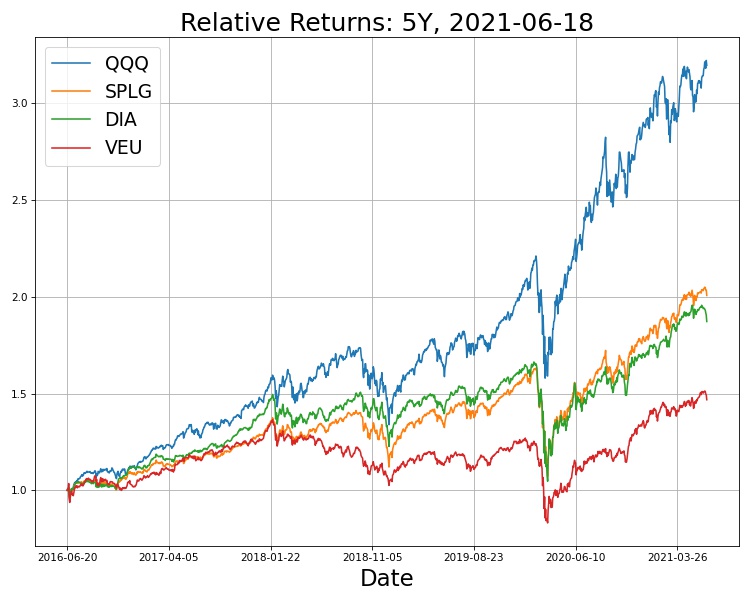 Relative Returns: 5Y, 2021-06-18
QQQ
SPLG
DIA
VEU
3.0
2.5
2.0
1.5
1.0
2016-06-20 2017-04-05 2018-01-22 2018-11-05 2019-08-23 2020-06-10 2021-03-26
Date